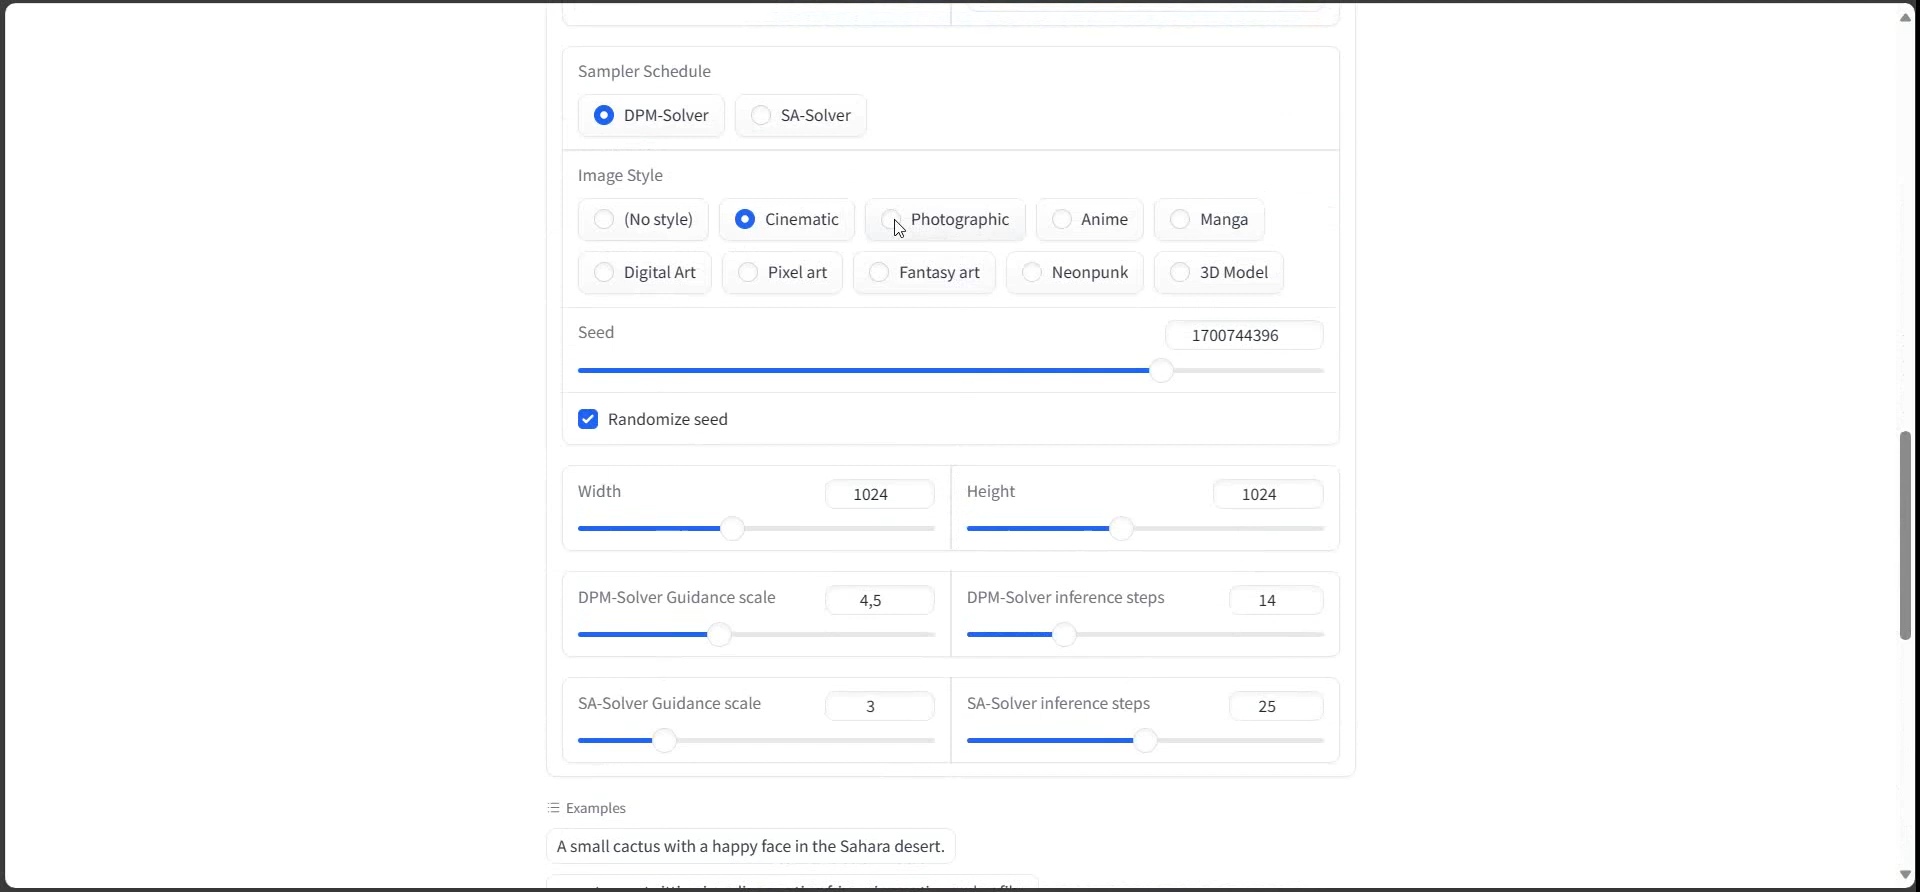 Sampler Schedule
DPM-Solver SA-Solver
Image Style
(No style) Cinematic Photographic Anime Manga
Digital Art Pixel art Fantasy art Neonpunk 3D Model
Seed 1700744396
Randomize seed
Width 1024 Height 1024
DPM-Solver Guidance scale 4,5 DPM-Solver inference steps 14
SA-Solver Guidance scale 3 SA-Solver inference steps 25
Examples
A small cactus with a happy face in the Sahara desert.